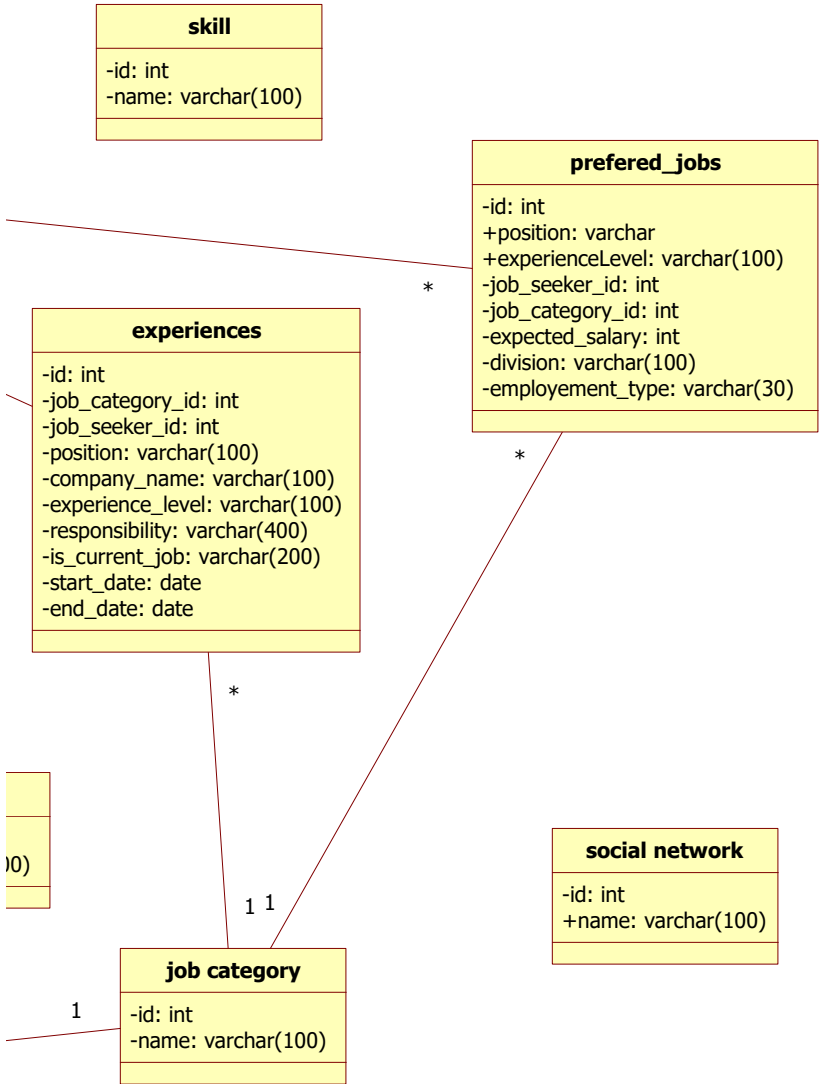 skill
-id: int
-name: varchar(100)
prefered_jobs
-id: int
+position: varchar
+experienceLevel: varchar(100)
-job_seeker_id: int
-job_category_id: int
-expected_salary: int
-division: varchar(100)
-employement_type: varchar(30)
*
experiences
-id: int
-job_category_id: int
-job_seeker_id: int
-position: varchar(100)
-company_name: varchar(100)
-experience_level: varchar(100)
-responsibility: varchar(400)
-is_current_job: varchar(200)
-start_date: date
-end_date: date
*
*
00)
social network
-id: int
+name: varchar(100)
1 1
job category
-id: int
-name: varchar(100)
1